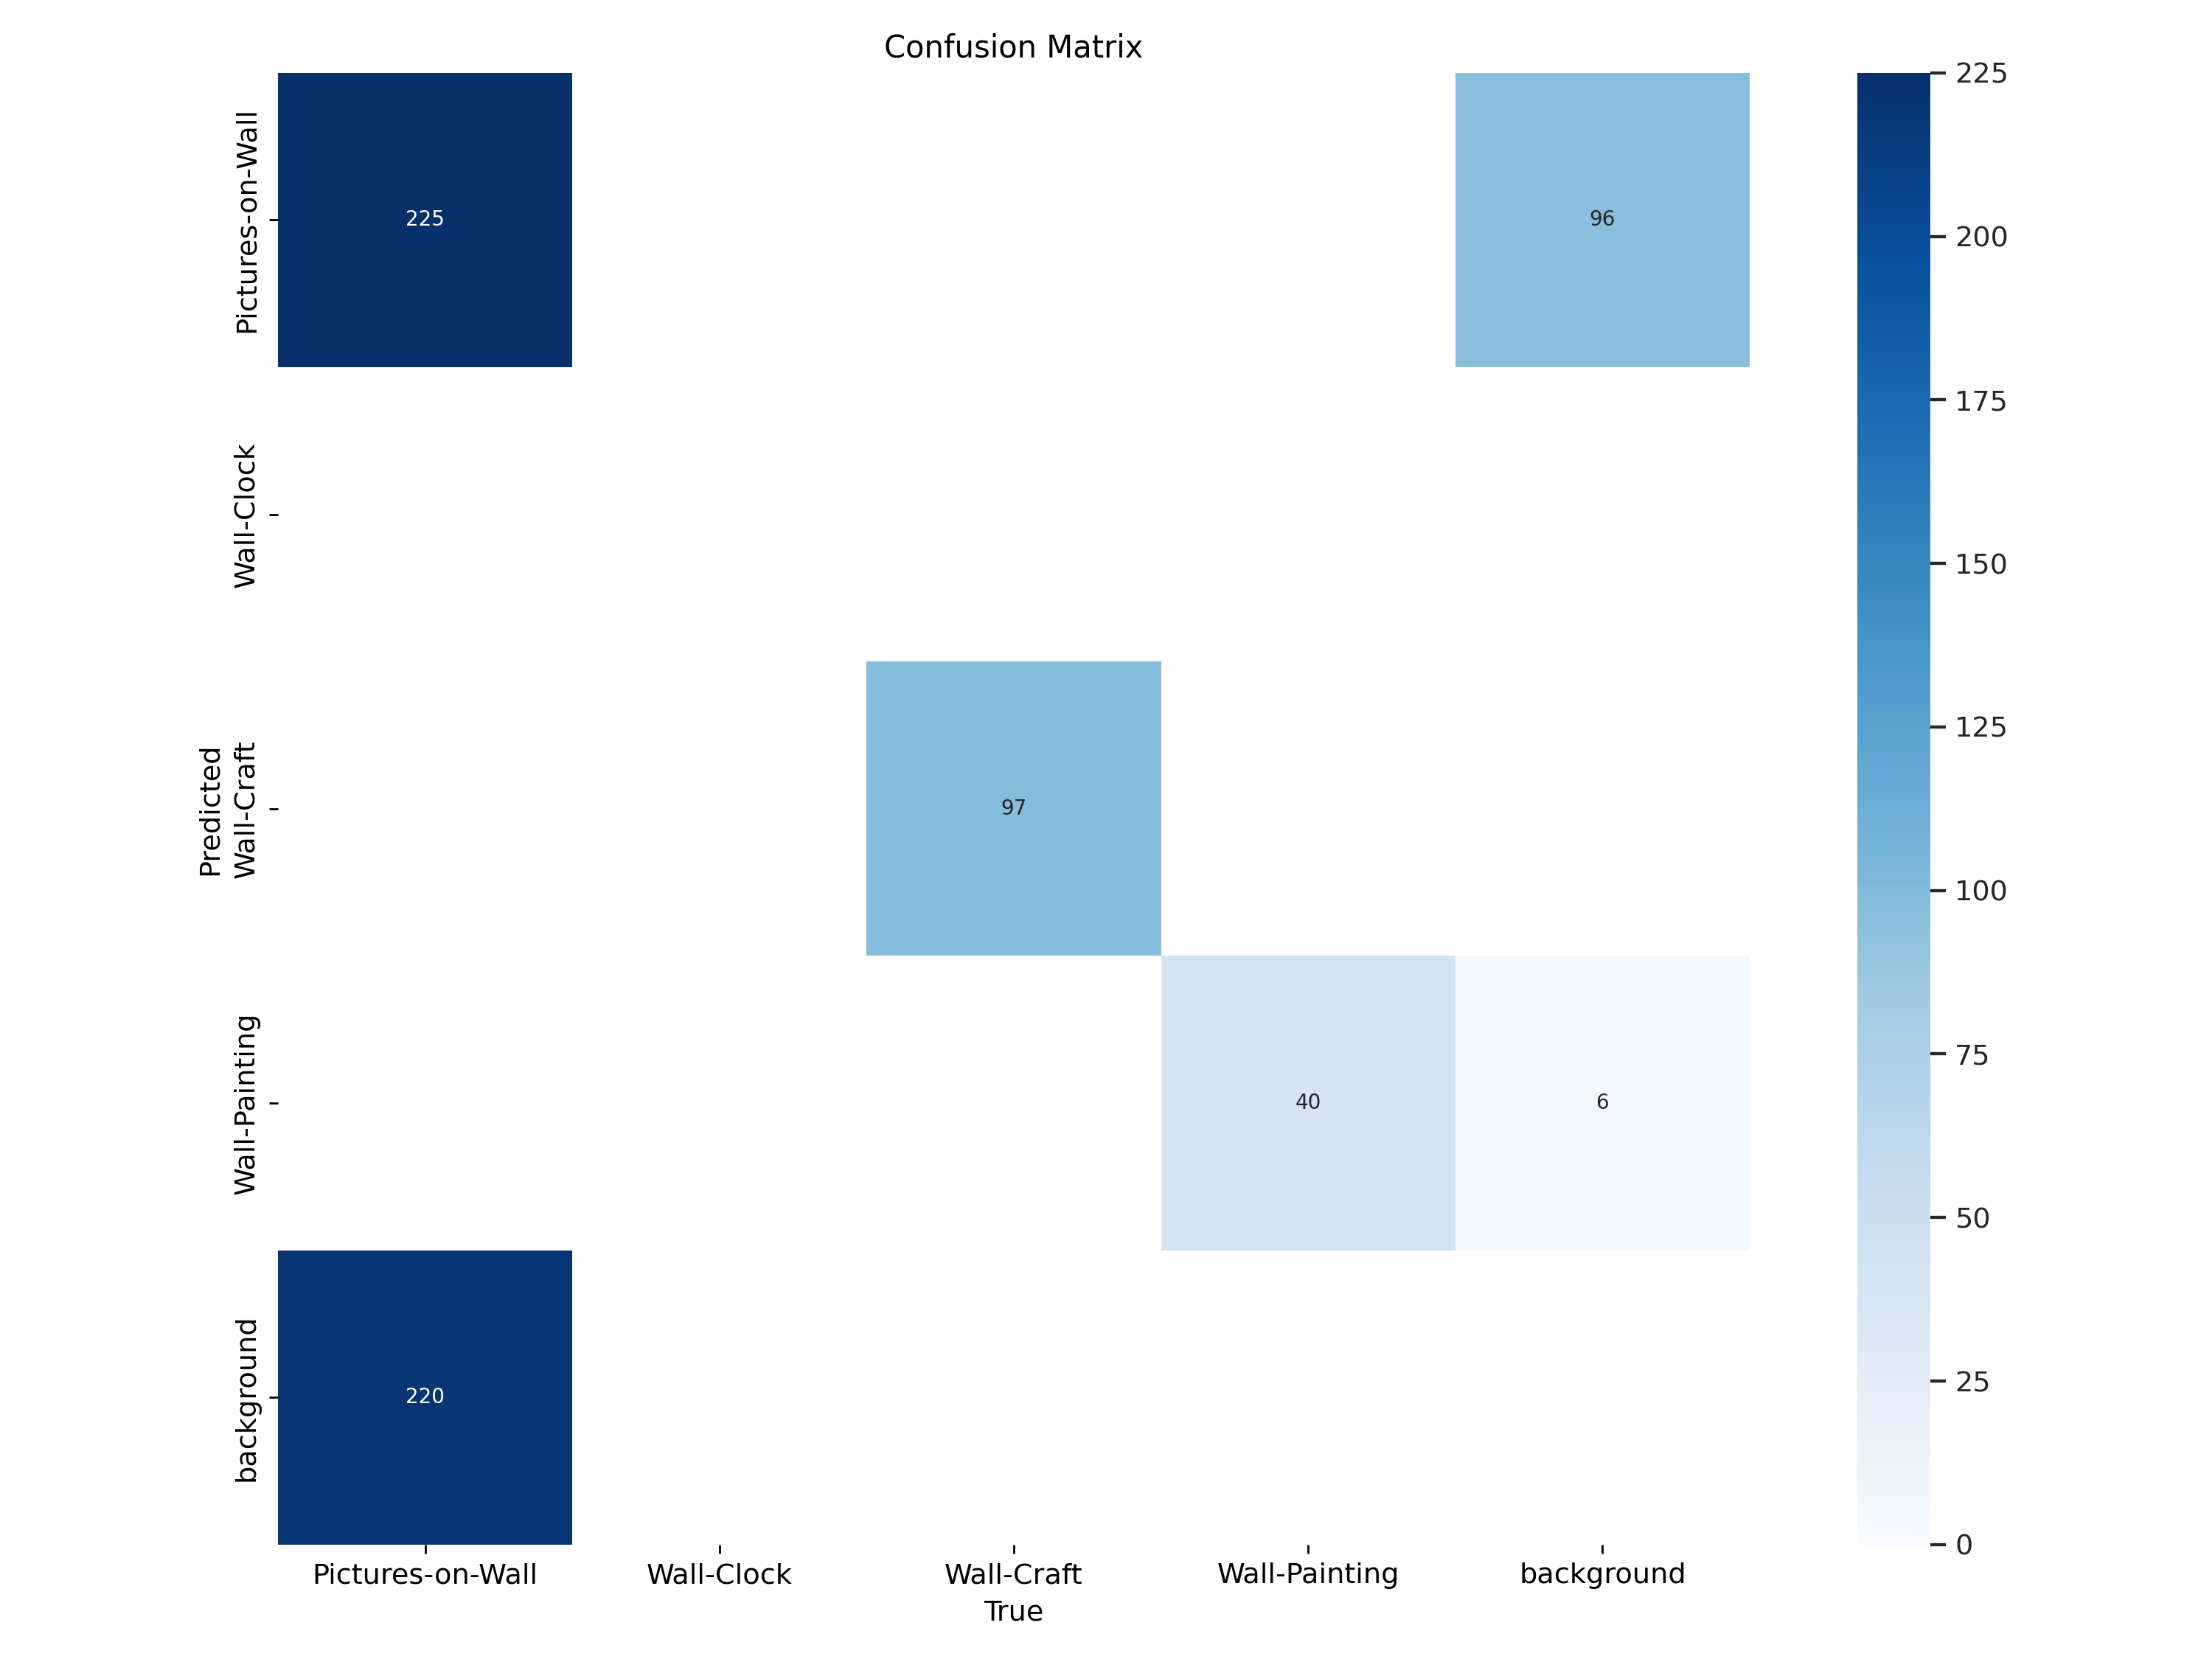 Confusion Matrix
Pictures-on-Wall
Wall-Clock
Wall-Craft
Wall-Painting
background
Predicted
225
96
97
40
6
220
Pictures-on-Wall
Wall-Clock
Wall-Craft
Wall-Painting
background
True
225
200
175
150
125
100
75
50
25
0